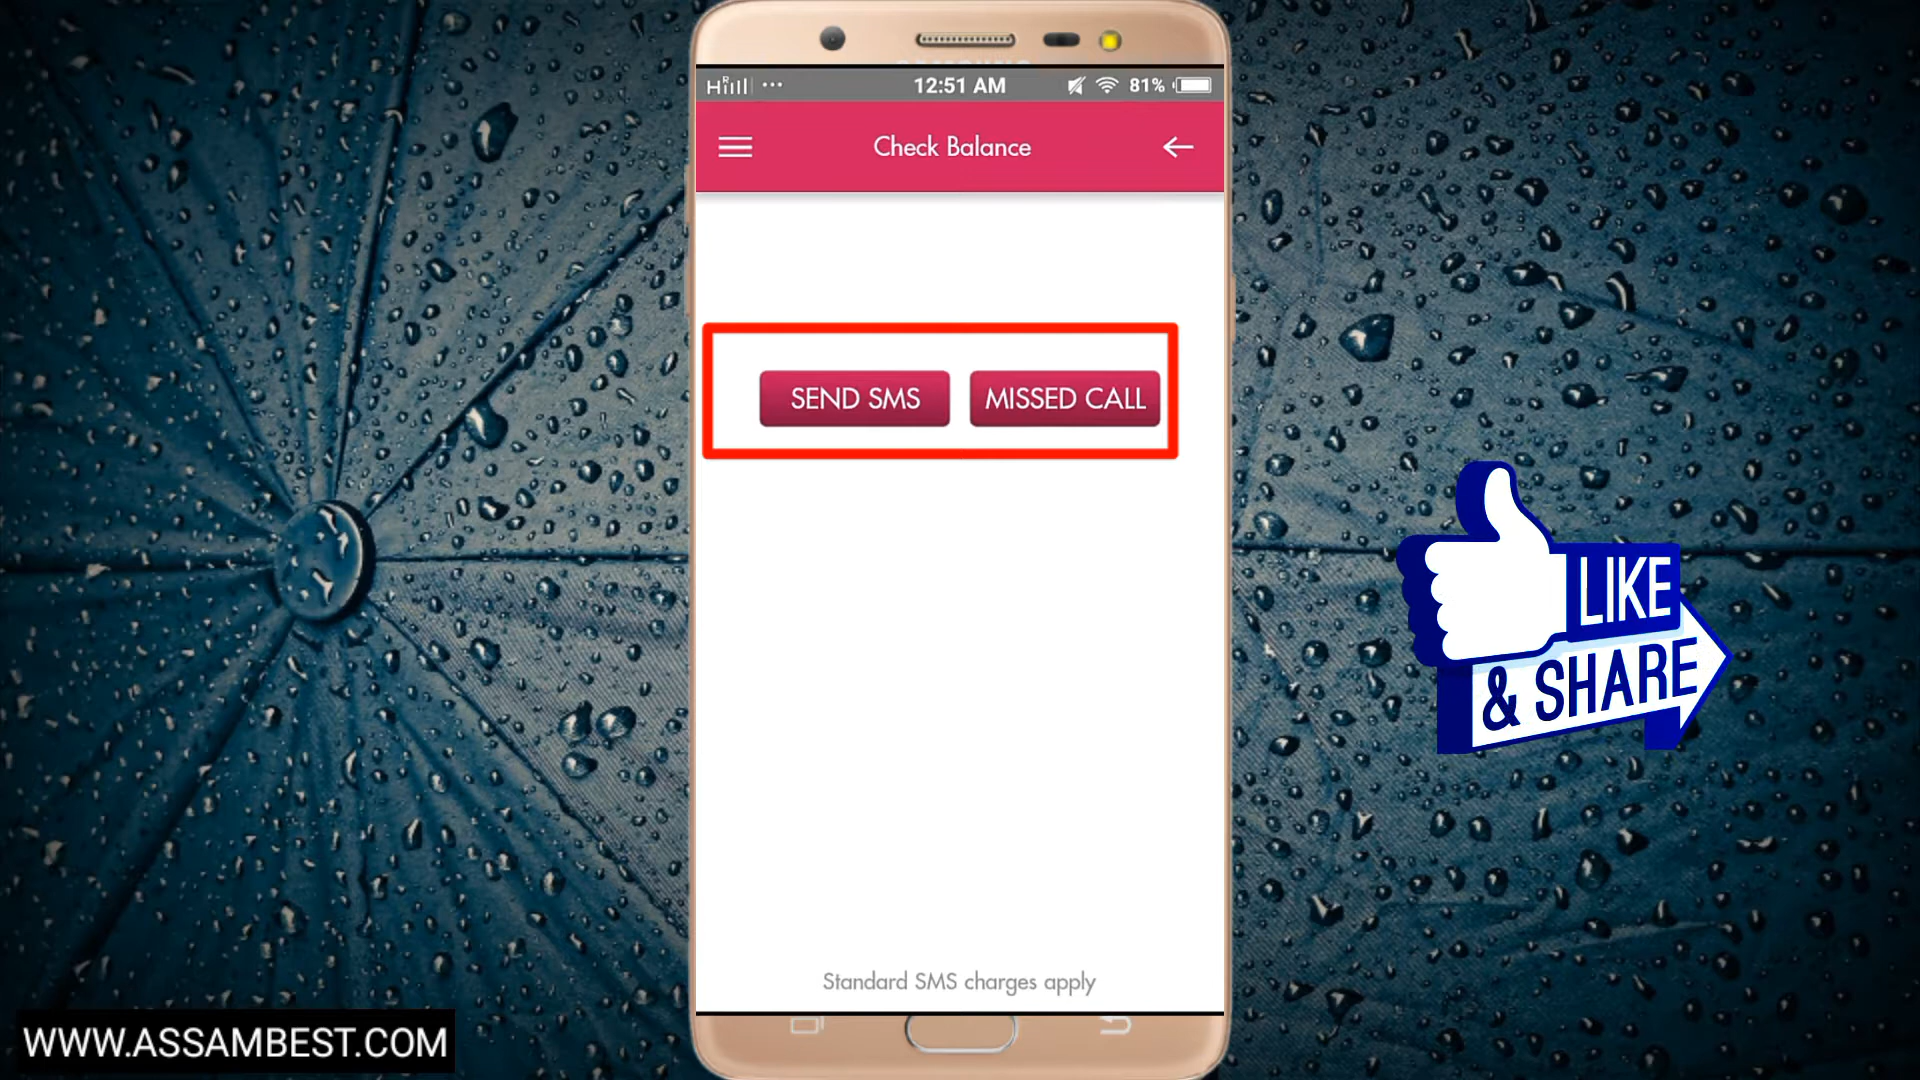 12:51 AM
81%
Check Balance
SEND SMS
MISSED CALL
LIKE
& SHARE
Standard SMS charges apply
WWW.ASSAMBEST.COM